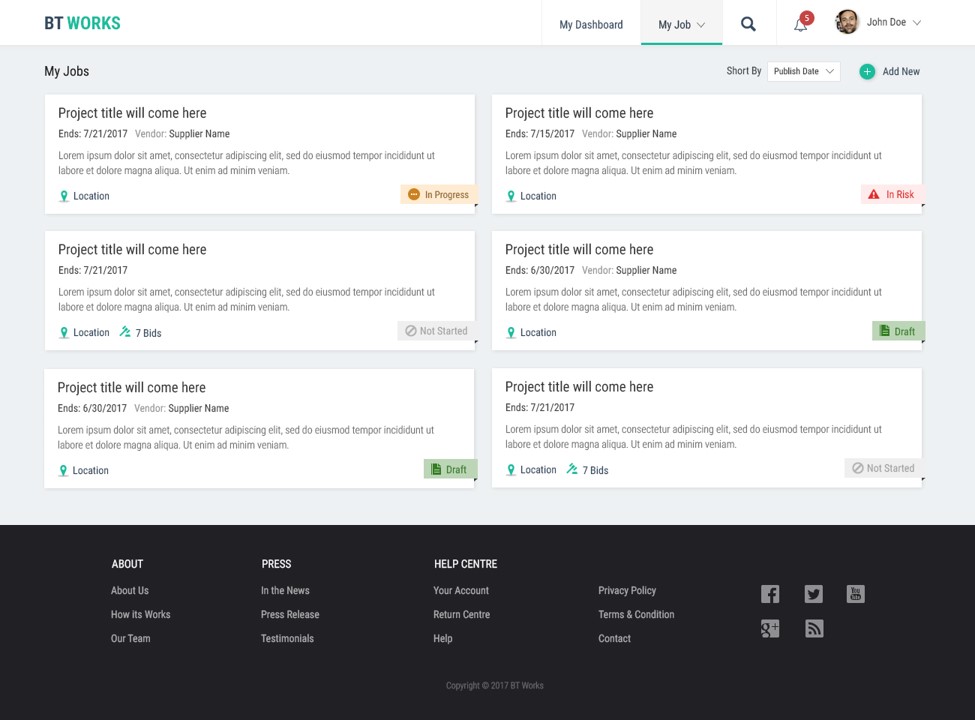 BT WORKS
My Dashboard
My Job
5
John Doe
My Jobs
Short By
Publish Date
Add New
Project title will come here
Ends: 7/21/2017 Vendor: Supplier Name
Lorem ipsum dolor sit amet, consectetur adipiscing elit, sed do eiusmod tempor incididunt ut
labore et dolore magna aliqua. Ut enim ad minim veniam.
Location
In Progress
Project title will come here
Ends: 7/15/2017 Vendor: Supplier Name
Lorem ipsum dolor sit amet, consectetur adipiscing elit, sed do eiusmod tempor incididunt ut
labore et dolore magna aliqua. Ut enim ad minim veniam.
Location
In Risk
Project title will come here
Ends: 7/21/2017
Lorem ipsum dolor sit amet, consectetur adipiscing elit, sed do eiusmod tempor incididunt ut
labore et dolore magna aliqua. Ut enim ad minim veniam.
Location
7 Bids
Not Started
Project title will come here
Ends: 6/30/2017 Vendor: Supplier Name
Lorem ipsum dolor sit amet, consectetur adipiscing elit, sed do eiusmod tempor incididunt ut
labore et dolore magna aliqua. Ut enim ad minim veniam.
Location
Draft
Project title will come here
Ends: 6/30/2017 Vendor: Supplier Name
Lorem ipsum dolor sit amet, consectetur adipiscing elit, sed do eiusmod tempor incididunt ut
labore et dolore magna aliqua. Ut enim ad minim veniam.
Location
Draft
Project title will come here
Ends: 7/21/2017
Lorem ipsum dolor sit amet, consectetur adipiscing elit, sed do eiusmod tempor incididunt ut
labore et dolore magna aliqua. Ut enim ad minim veniam.
Location
7 Bids
Not Started
ABOUT
About Us
How its Works
Our Team
PRESS
In the News
Press Release
Testimonials
HELP CENTRE
Your Account
Return Centre
Help
Privacy Policy
Terms & Condition
Contact
You Tube
g+
Copyright © 2017 BT Works